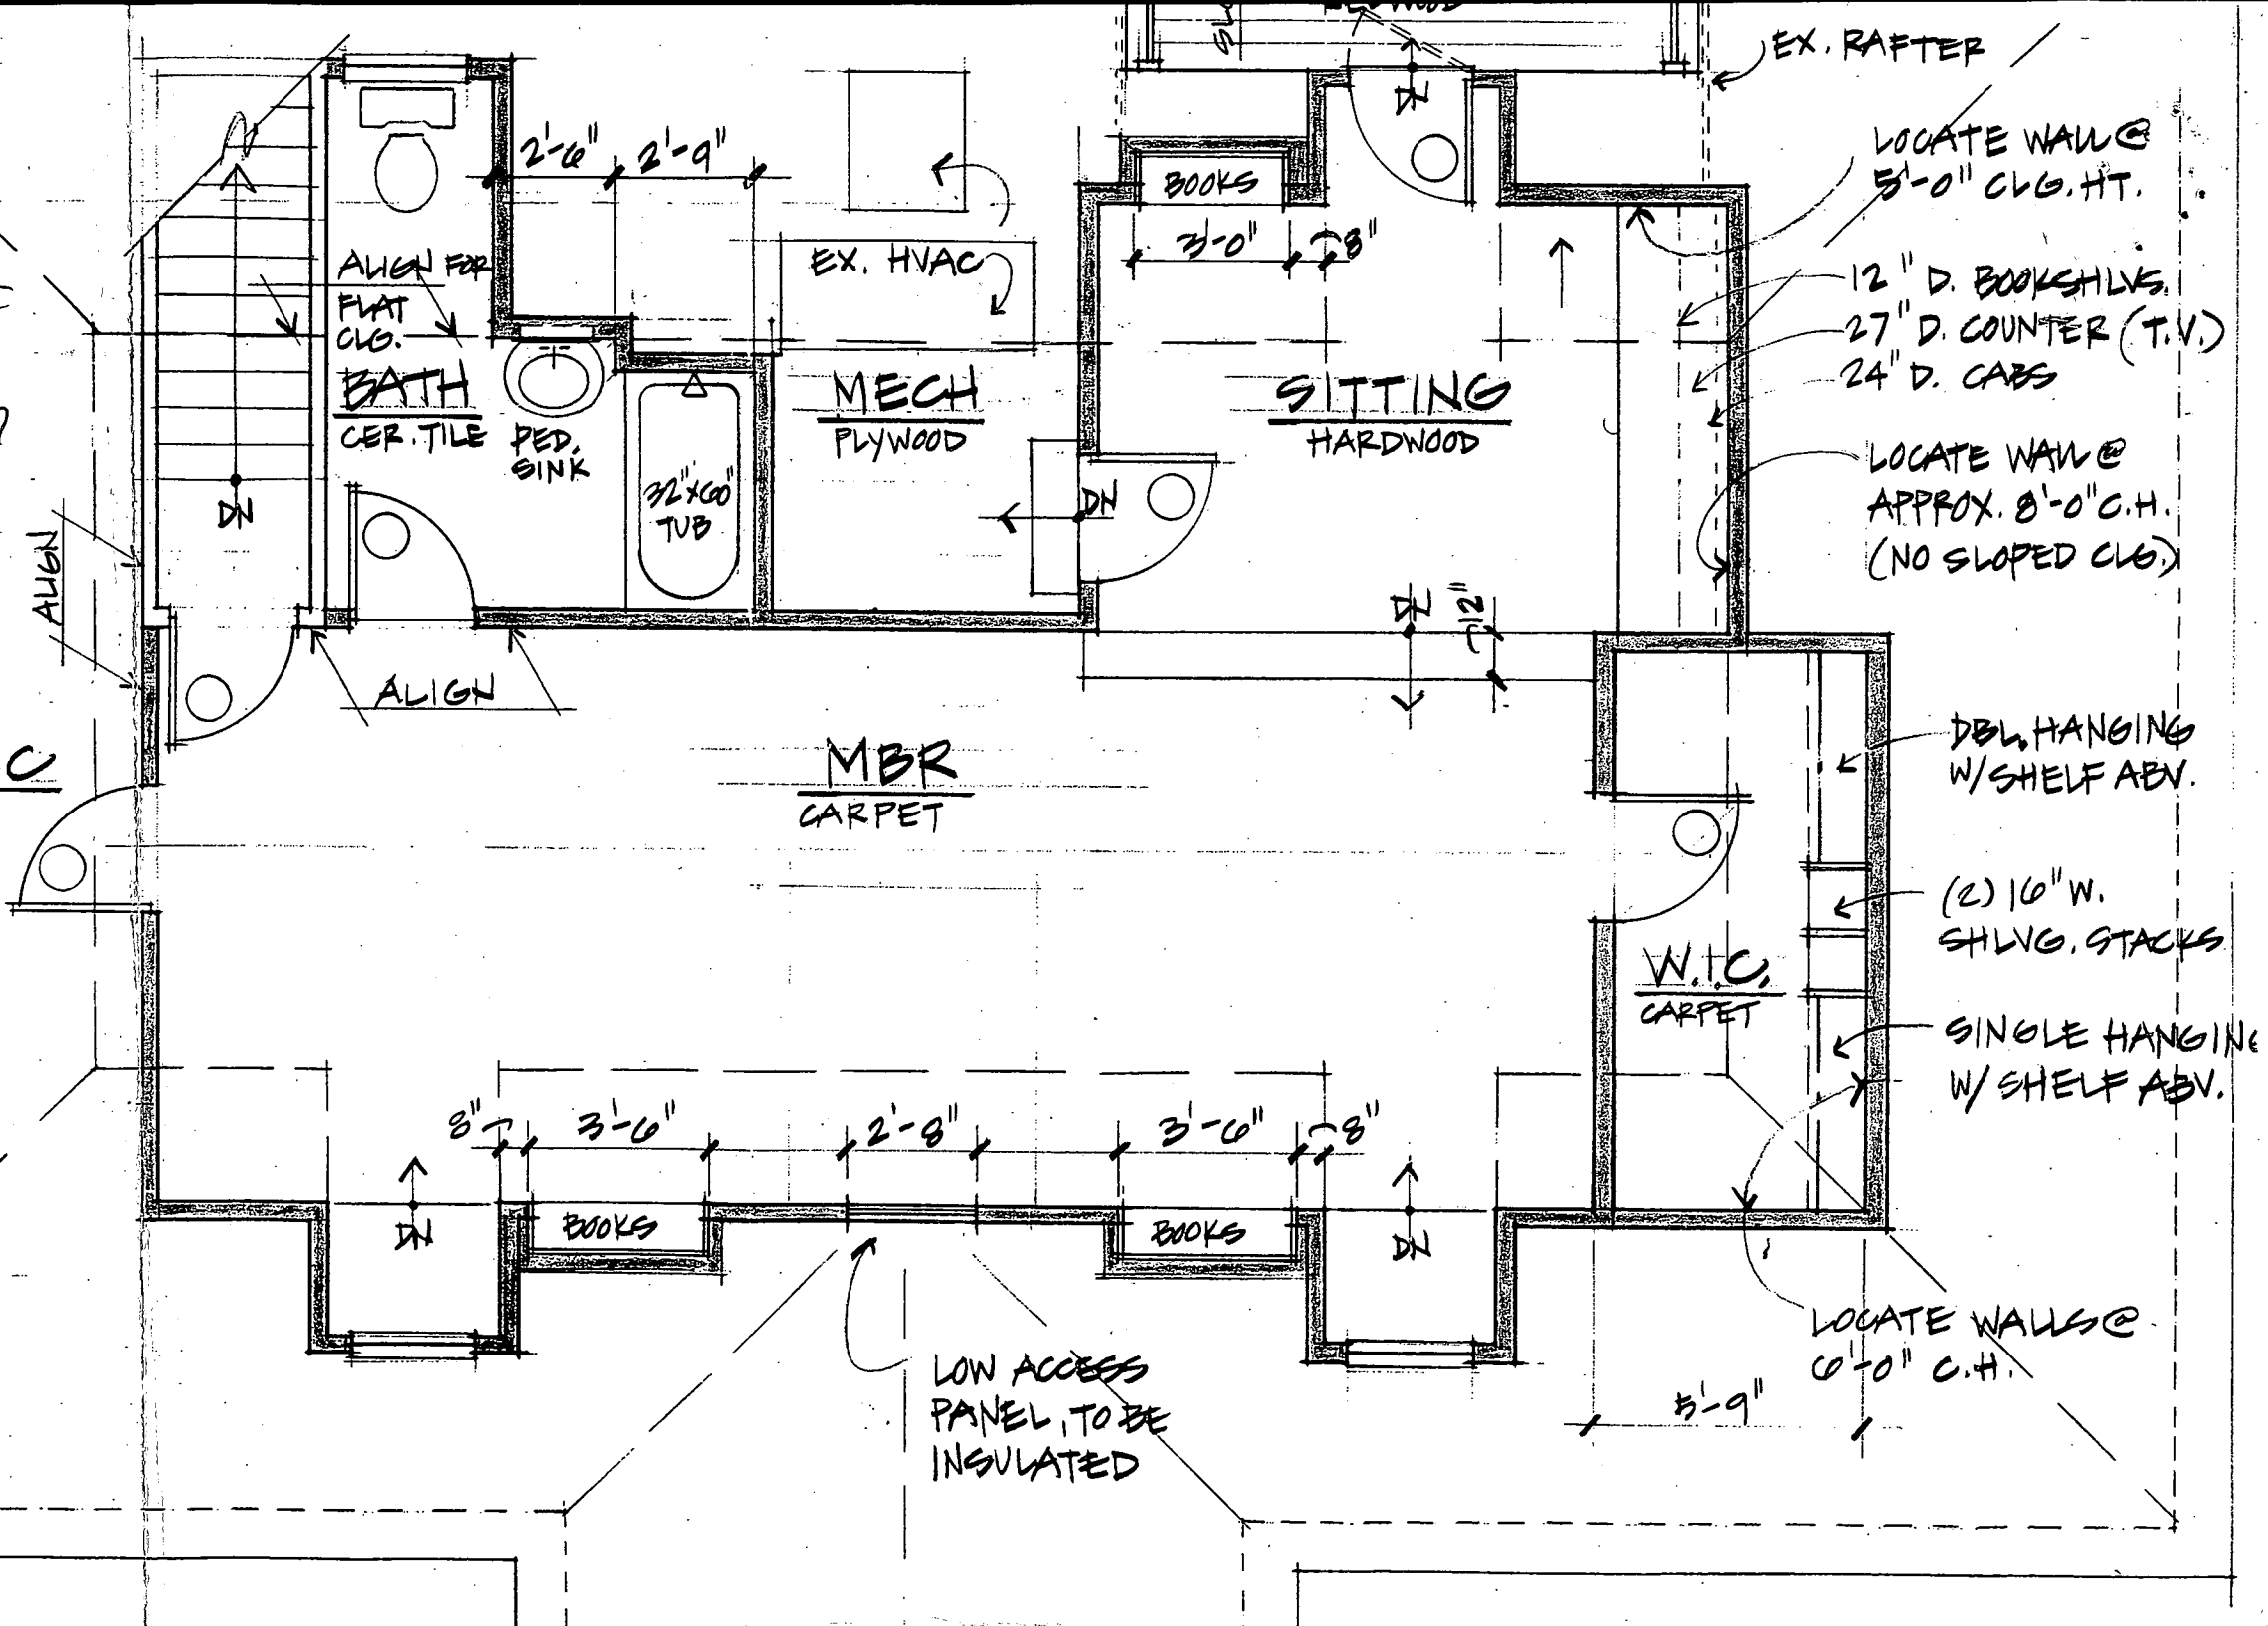 EX. RAFTER
DN
LOCATE WALL @
5'-0" CLG. HT.
2'-6"
2'-9"
BOOKS
3'-0"
8"
EX. HVAC
ALIGN FOR
FLAT
CLG.
12" D. BOOKSHLVS.
27" D. COUNTER (T.V.)
24" D. CABS
BATH
CER. TILE
PED.
SINK
MECH
PLYWOOD
SITTING
HARDWOOD
32"x60"
TUB
DN
DN
LOCATE WALL @
APPROX. 8'-0" C.H.
(NO SLOPED CLG.)
ALIGN
DN
12"
ALIGN
MBR
CARPET
C
DBL. HANGING
W/ SHELF ABV.
(2) 16" W.
SHLVG. STACKS
W.I.C.
CARPET
SINGLE HANGING
W/ SHELF ABV.
8"
3'-6"
2'-8"
3'-6"
8"
DN
BOOKS
BOOKS
DN
LOCATE WALLS @
6'-0" C.H.
5'-9"
LOW ACCESS
PANEL, TO BE
INSULATED